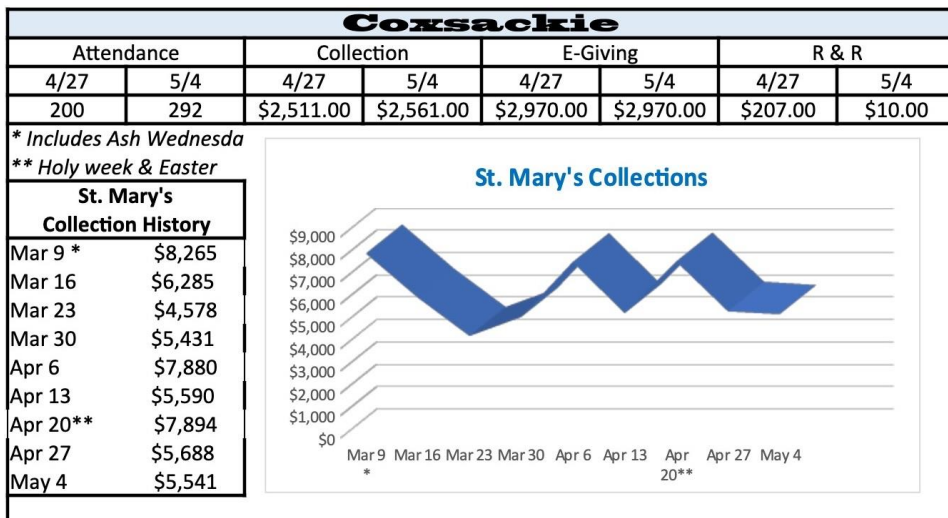 Coxsackie
Attendance Collection E-Giving R & R
4/27 5/4 4/27 5/4 4/27 5/4 4/27 5/4
200 292 $2,511.00 $2,561.00 $2,970.00 $2,970.00 $207.00 $10.00
* Includes Ash Wednesda
** Holy week & Easter
St. Mary's
Collection History
Mar 9 * $8,265
Mar 16 $6,285
Mar 23 $4,578
Mar 30 $5,431
Apr 6 $7,880
Apr 13 $5,590
Apr 20** $7,894
Apr 27 $5,688
May 4 $5,541
St. Mary's Collections
$9,000
$8,000
$7,000
$6,000
$5,000
$4,000
$3,000
$2,000
$1,000
$0
Mar 9 Mar 16 Mar 23 Mar 30 Apr 6 Apr 13 Apr Apr 27 May 4
* 20**